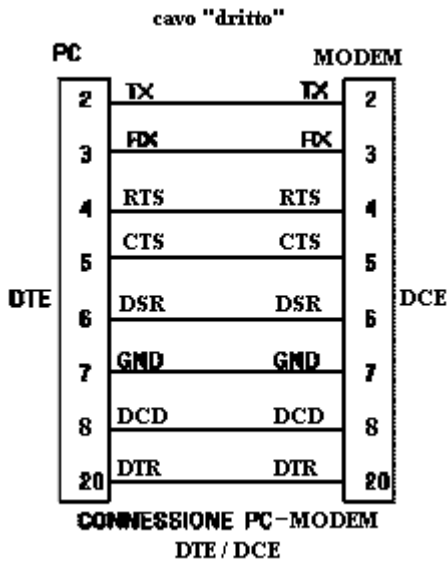 cavo "dritto"
PC MODEM
2 TX TX 2
3 RX RX 3
4 RTS RTS 4
5 CTS CTS 5
DTE DCE
6 DSR DSR 6
7 GND GND 7
8 DCD DCD 8
20 DTR DTR 20
CONNESSIONE PC-MODEM
DTE / DCE